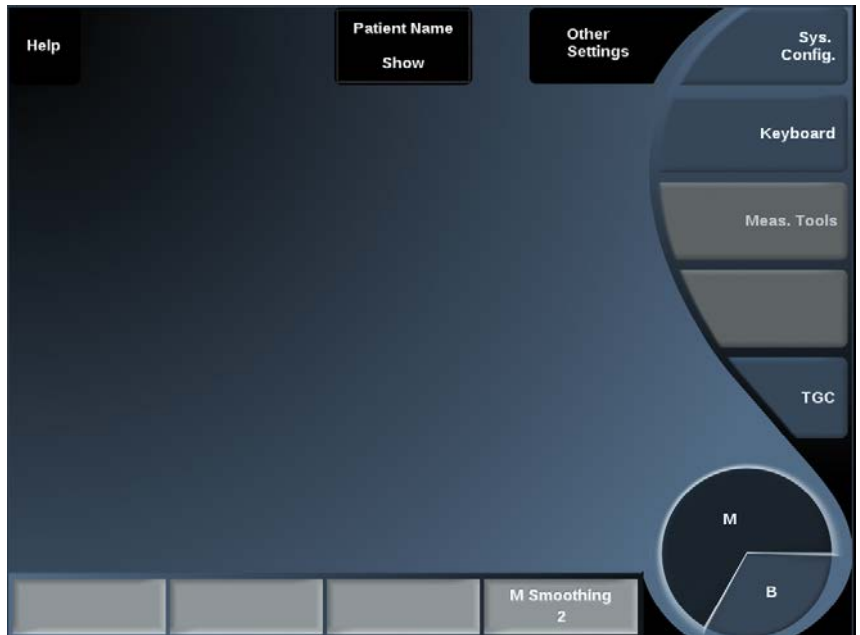 Help
Patient Name
Show
Other
Settings
Sys.
Config.
Keyboard
Meas. Tools
TGC
M
B
M Smoothing
2